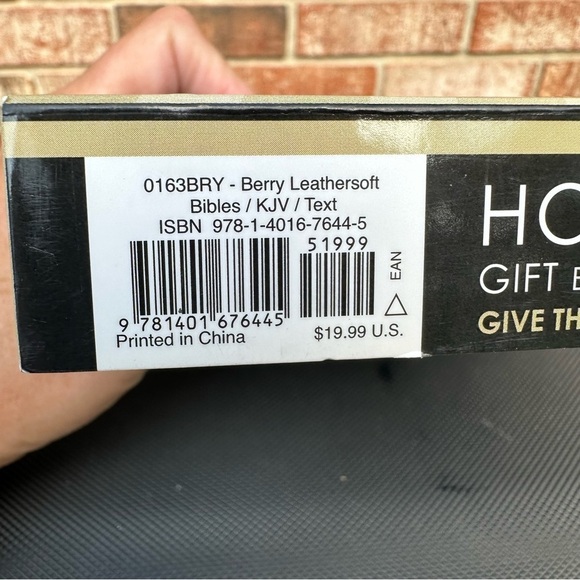 0163BRY - Berry Leathersoft
Bibles / KJV / Text
ISBN 978-1-4016-7644-5
51999
EAN
9 781401 676445
Printed in China
$19.99 U.S.
GIFT
GIVE